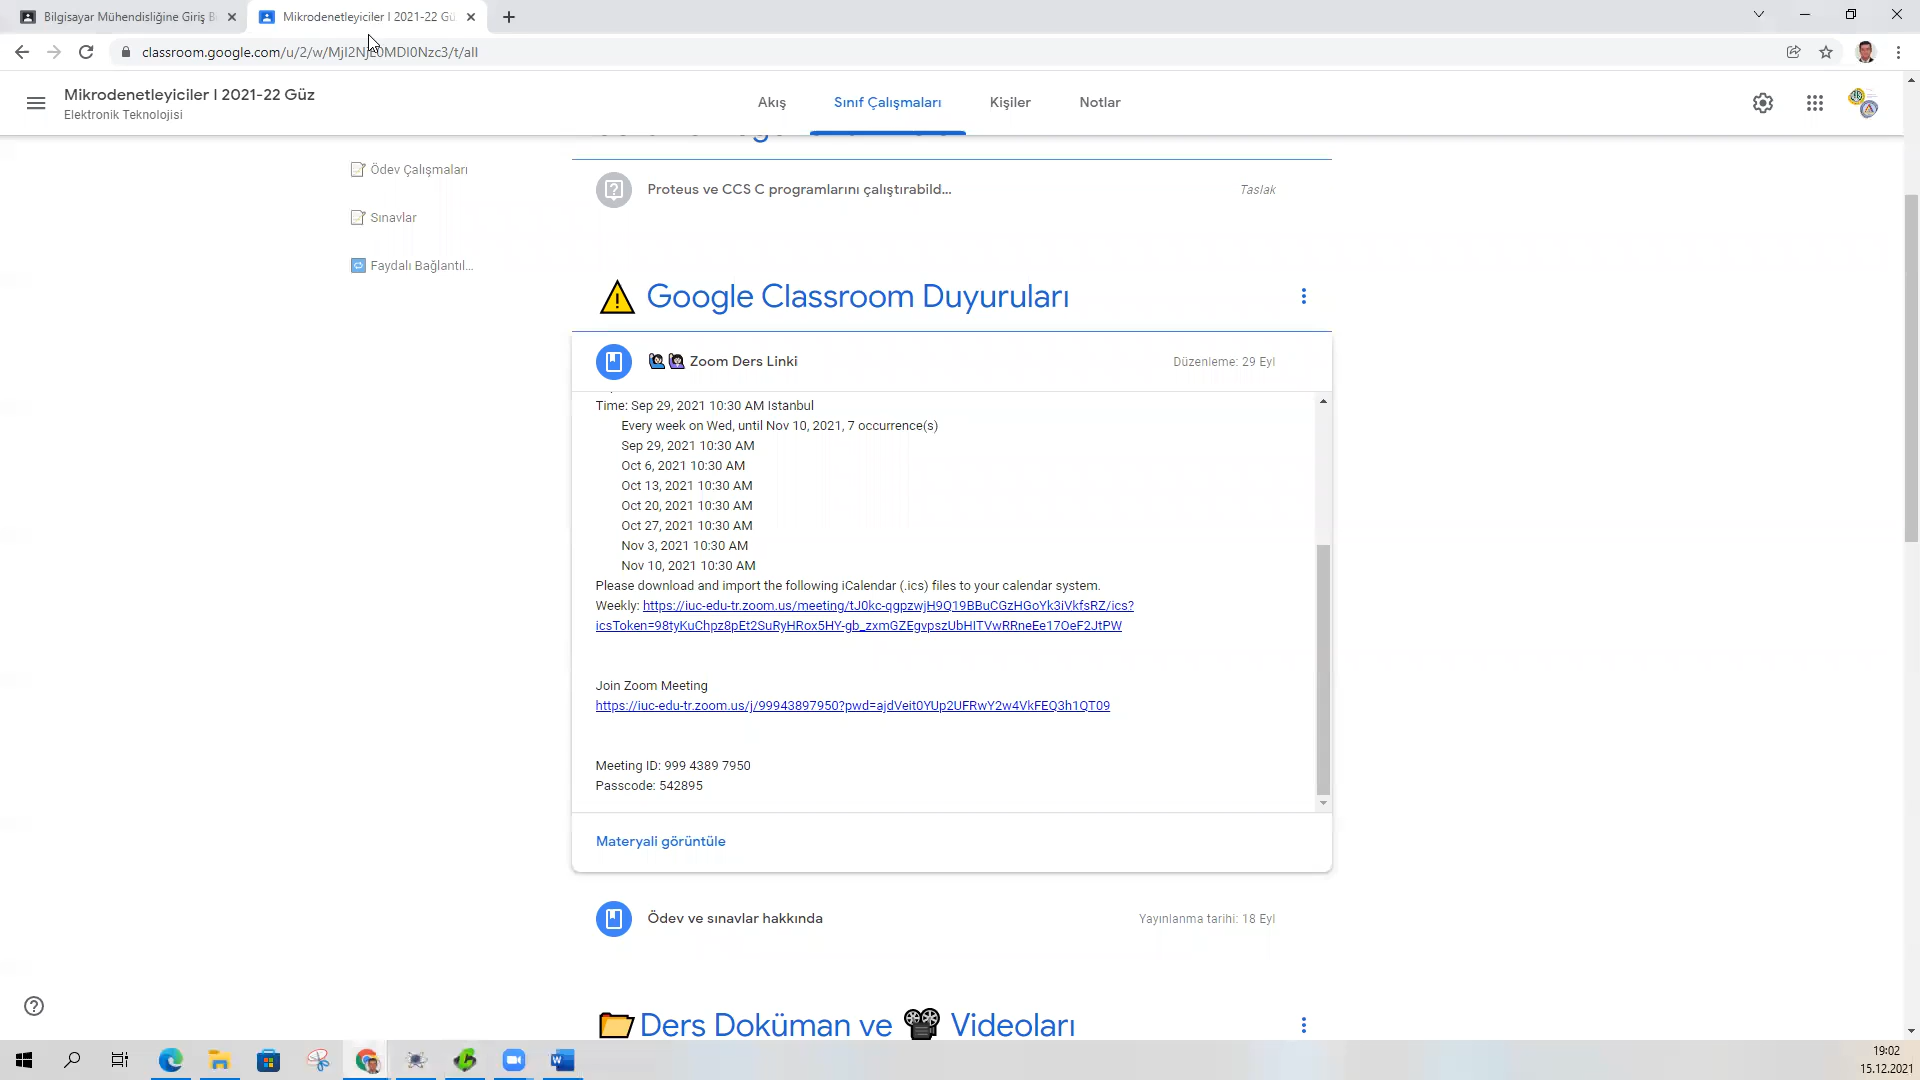 Bilgisayar Mühendisliğine Giriş
Mikrodenetleyiciler I 2021-22 Gü
classroom.google.com/u/2/w/MjI2NjE0MDI0Nzc3/t/all
Mikrodenetleyiciler I 2021-22 Güz
Elektronik Teknolojisi
Akış
Sınıf Çalışmaları
Kişiler
Notlar
Ödev Çalışmaları
Sınavlar
Faydalı Bağlantıl...
Proteus ve CCS C programlarını çalıştırabild...
Taslak
Google Classroom Duyuruları
Zoom Ders Linki
Düzenleme: 29 Eyl
Time: Sep 29, 2021 10:30 AM Istanbul
Every week on Wed, until Nov 10, 2021, 7 occurrence(s)
Sep 29, 2021 10:30 AM
Oct 6, 2021 10:30 AM
Oct 13, 2021 10:30 AM
Oct 20, 2021 10:30 AM
Oct 27, 2021 10:30 AM
Nov 3, 2021 10:30 AM
Nov 10, 2021 10:30 AM
Please download and import the following iCalendar (.ics) files to your calendar system.
Weekly: https://iuc-edu-tr.zoom.us/meeting/tJ0kc-qgpzwjH9Q19BBuCGzHGoYk3iVkfsRZ/ics?
icsToken=98tyKuChpz8pEt2SuRyHRox5HY-gb_zxmGZEgvpszUbHITVwRRneEe17OeF2JtPW
Join Zoom Meeting
https://iuc-edu-tr.zoom.us/j/99943897950?pwd=ajdVeit0YUp2UFRwY2w4VkFEQ3h1QT09
Meeting ID: 999 4389 7950
Passcode: 542895
Materyali görüntüle
Ödev ve sınavlar hakkında
Yayınlanma tarihi: 18 Eyl
Ders Doküman ve
Videoları
19:02
15.12.2021